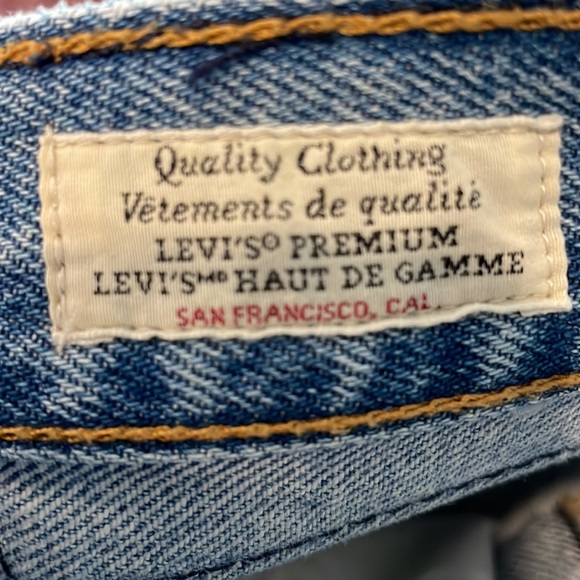 Quality Clothing
Vêtements de qualité
LEVI'S® PREMIUM
LEVI'S MD HAUT DE GAMME
SAN FRANCISCO, CAL.